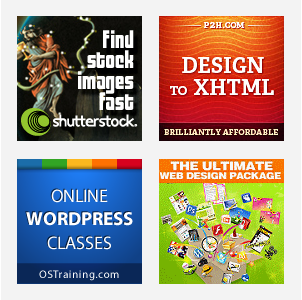 find
stock
images
fast
shutterstock.
P2H.COM
DESIGN
TO XHTML
BRILLIANTLY AFFORDABLE
ONLINE
WORDPRESS
CLASSES
OSTraining.com
THE ULTIMATE
WEB DESIGN PACKAGE